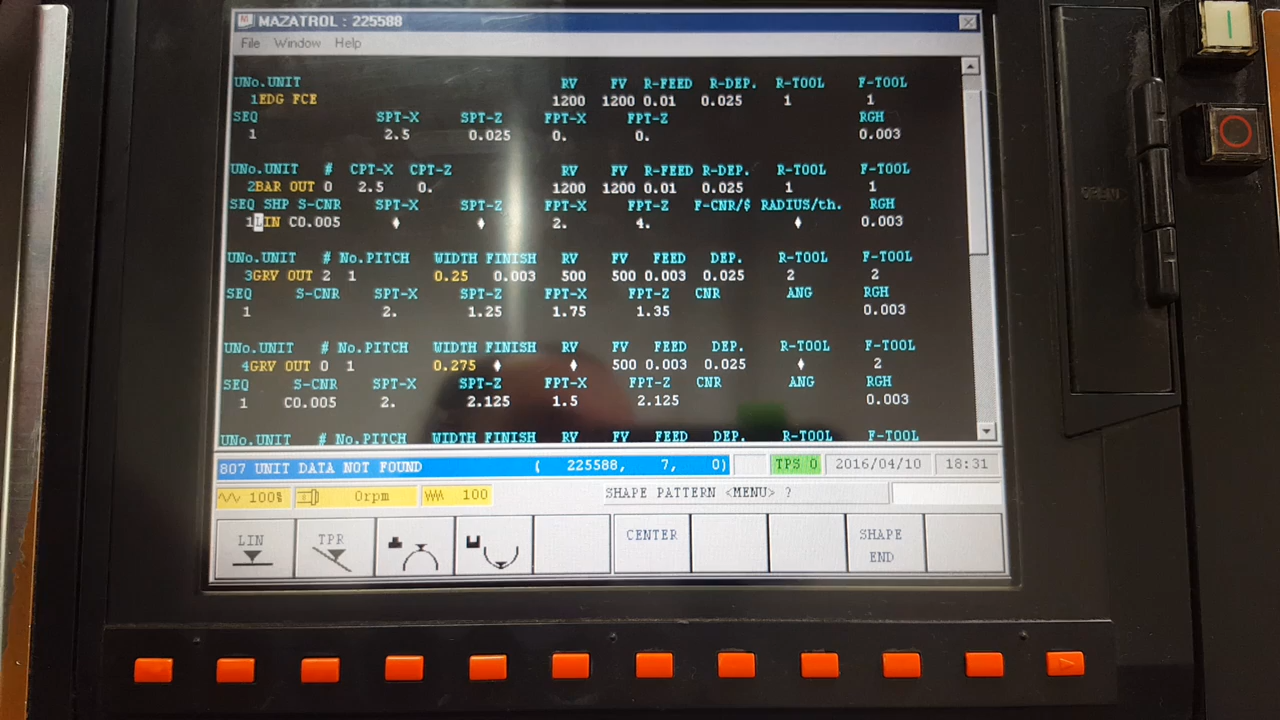 MAZATROL : 225588
File Window Help
UNo.UNIT RV FV R-FEED R-DEP. R-TOOL F-TOOL
1EDG FCE 1200 1200 0.01 0.025 1 1
SEQ SPT-X SPT-Z FPT-X FPT-Z RGH
1 2.5 0.025 0. 0. 0.003
UNo.UNIT # CPT-X CPT-Z RV FV R-FEED R-DEP. R-TOOL F-TOOL
2BAR OUT 0 2.5 0. 1200 1200 0.01 0.025 1 1
SEQ SHP S-CNR SPT-X SPT-Z FPT-X FPT-Z F-CNR/$ RADIUS/th. RGH
1LIN C0.005 ♦ ♦ 2. 4. ♦ 0.003
UNo.UNIT # No.PITCH WIDTH FINISH RV FV FEED DEP. R-TOOL F-TOOL
3GRV OUT 2 1 0.25 0.003 500 500 0.003 0.025 2 2
SEQ S-CNR SPT-X SPT-Z FPT-X FPT-Z CNR ANG RGH
1 2. 1.25 1.75 1.35 0.003
UNo.UNIT # No.PITCH WIDTH FINISH RV FV FEED DEP. R-TOOL F-TOOL
4GRV OUT 0 1 0.275 ♦ ♦ 500 0.003 0.025 ♦ 2
SEQ S-CNR SPT-X SPT-Z FPT-X FPT-Z CNR ANG RGH
1 C0.005 2. 2.125 1.5 2.125 0.003
UNo.UNIT # No.PITCH WIDTH FINISH RV FV FEED DEP. R-TOOL F-TOOL
807 UNIT DATA NOT FOUND ( 225588, 7, 0) TPS 0 2016/04/10 18:31
100% 0rpm 100 SHAPE PATTERN <MENU> ?
LIN TPR CENTER SHAPE END